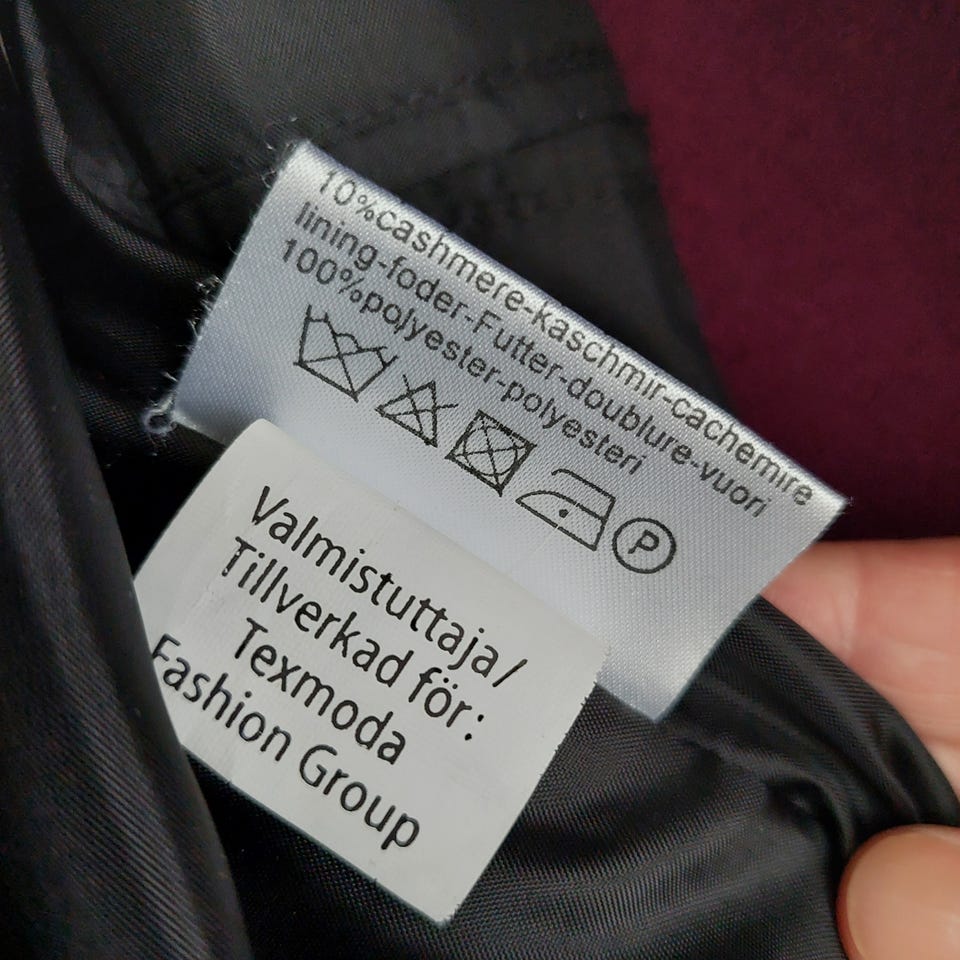 10%cashmere-kaschmir-cachemire
lining-foder-Futter-doublure-vuori
100%polyester-polyesteri
P
Valmistuttaja/
Tillverkad för:
Texmoda
Fashion Group